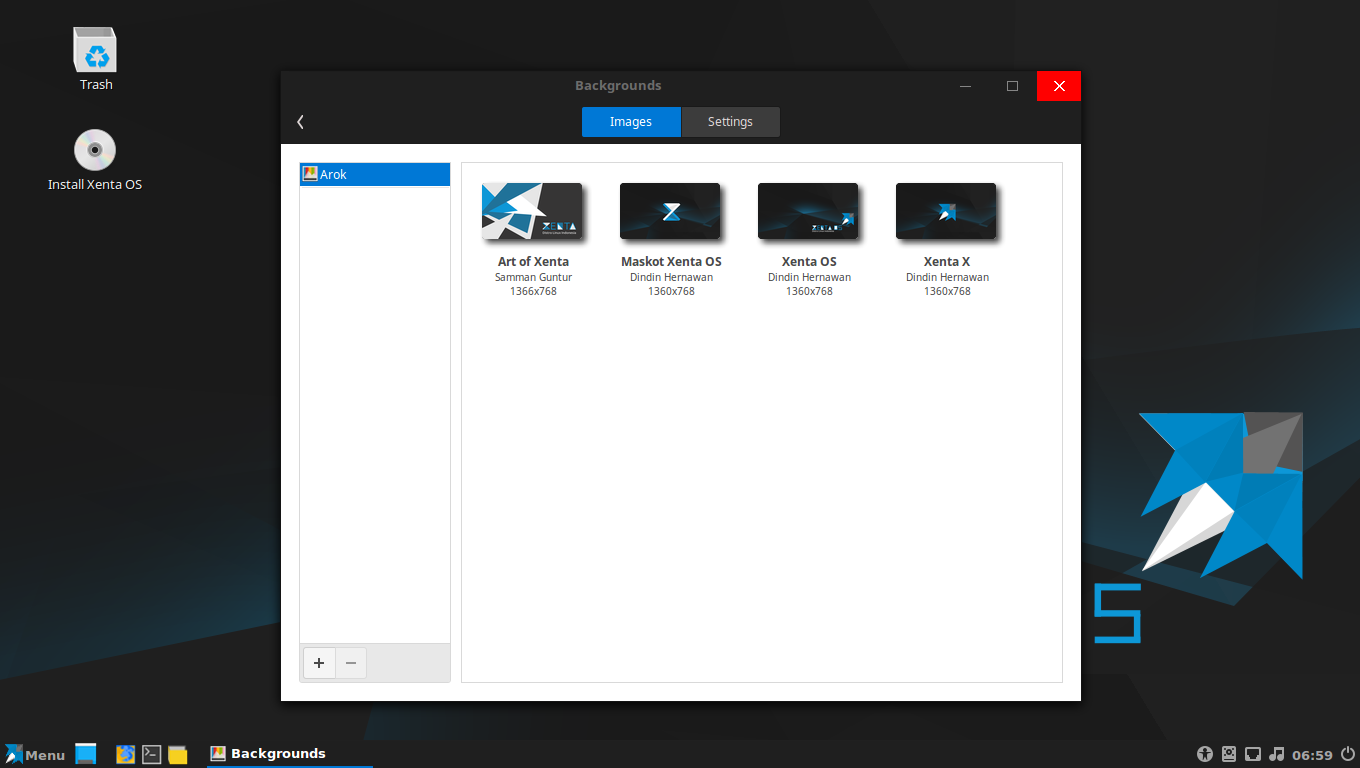 Trash
Install Xenta OS
Backgrounds
Images
Settings
Arok
XENTA
Art of Xenta
Samman Guntur
1366x768
Maskot Xenta OS
Dindin Hernawan
1360x768
Xenta OS
Dindin Hernawan
1360x768
Xenta X
Dindin Hernawan
1360x768
S
Menu
Backgrounds
06:59